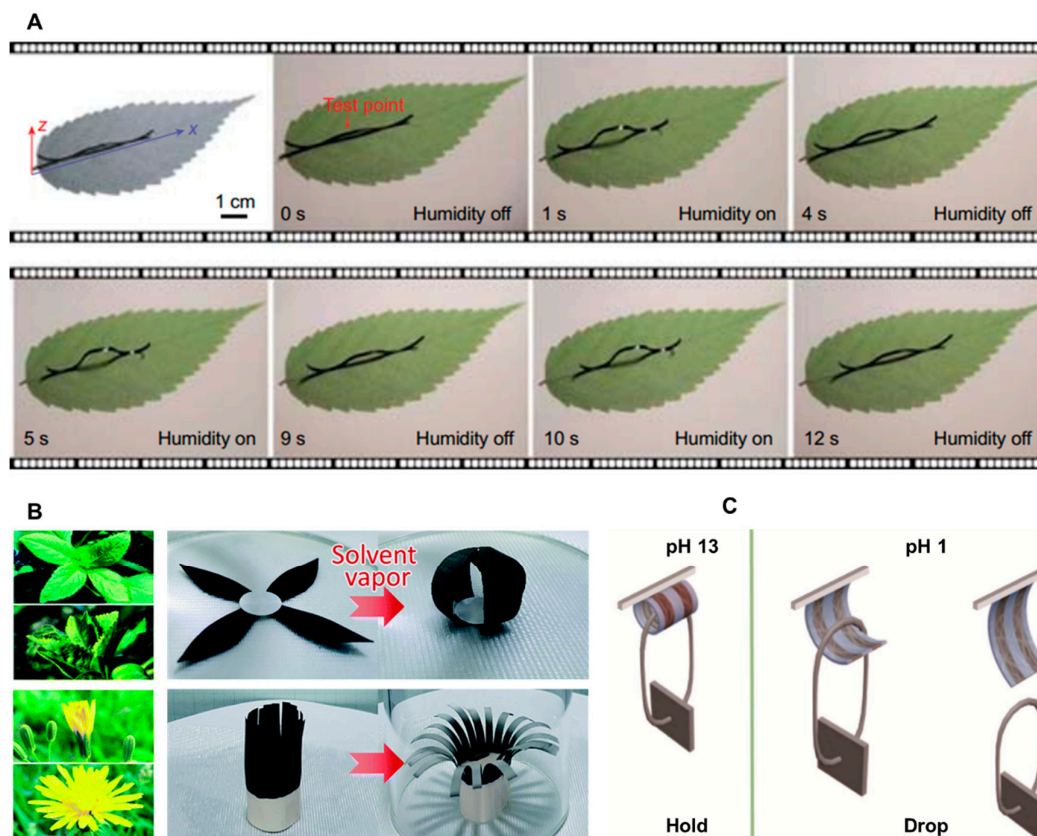 A
z
x
1 cm
Test point
0 s
Humidity off
1 s
Humidity on
4 s
Humidity off
5 s
Humidity on
9 s
Humidity off
10 s
Humidity on
12 s
Humidity off
B
Solvent
vapor
C
pH 13
pH 1
Hold
Drop